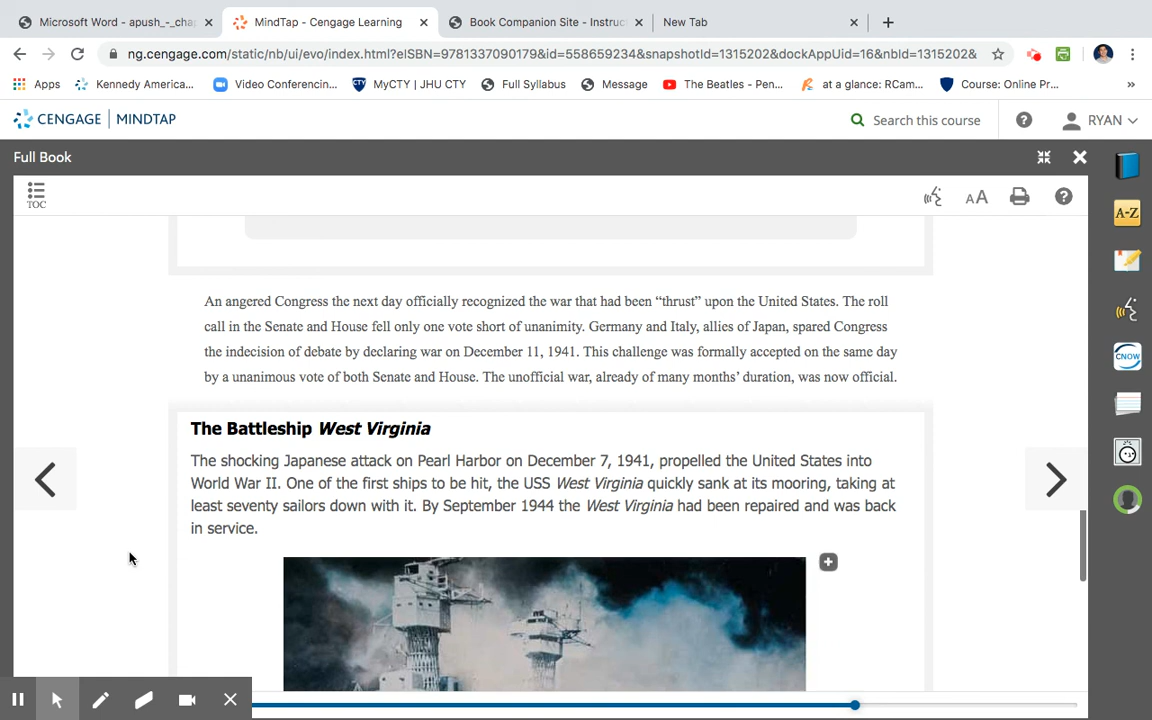 Microsoft Word - apush_-_cha
MindTap - Cengage Learning
Book Companion Site - Instruc
New Tab
ng.cengage.com/static/nb/ui/evo/index.html?eISBN=9781337090179&id=558659234&snapshotId=1315202&dockAppUid=16&nbId=1315202&
Apps
Kennedy America...
Video Conferencin...
MyCTY | JHU CTY
Full Syllabus
Message
The Beatles - Pen...
at a glance: RCam...
Course: Online Pr...
»
CENGAGE | MINDTAP
Search this course
RYAN
Full Book
TOC
AA
A-Z
CNOW
An angered Congress the next day officially recognized the war that had been “thrust” upon the United States. The roll
call in the Senate and House fell only one vote short of unanimity. Germany and Italy, allies of Japan, spared Congress
the indecision of debate by declaring war on December 11, 1941. This challenge was formally accepted on the same day
by a unanimous vote of both Senate and House. The unofficial war, already of many months’ duration, was now official.
The Battleship West Virginia
The shocking Japanese attack on Pearl Harbor on December 7, 1941, propelled the United States into
World War II. One of the first ships to be hit, the USS West Virginia quickly sank at its mooring, taking at
least seventy sailors down with it. By September 1944 the West Virginia had been repaired and was back
in service.